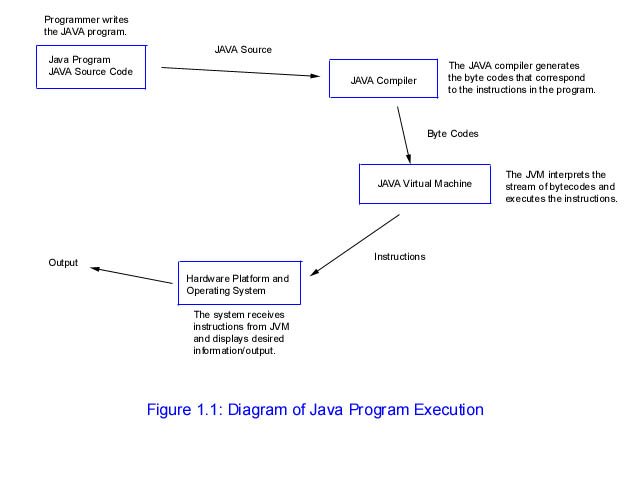 Programmer writes
the JAVA program.
Java Program
JAVA Source Code
JAVA Source
JAVA Compiler
The JAVA compiler generates
the byte codes that correspond
to the instructions in the program.
Byte Codes
JAVA Virtual Machine
The JVM interprets the
stream of bytecodes and
executes the instructions.
Instructions
Hardware Platform and
Operating System
Output
The system receives
instructions from JVM
and displays desired
information/output.
Figure 1.1: Diagram of Java Program Execution